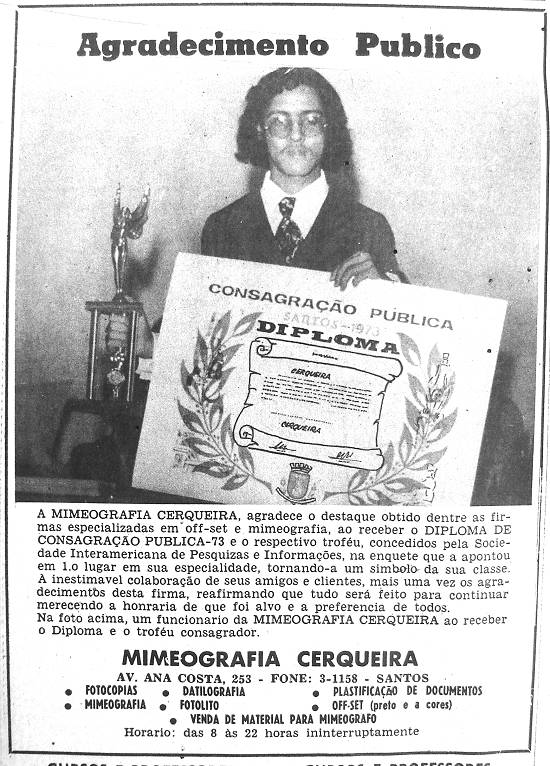 Agradecimento Publico
CONSAGRAÇÃO PÚBLICA
SANTOS-1973
DIPLOMA
CERQUEIRA
CERQUEIRA
A MIMEOGRAFIA CERQUEIRA, agradece o destaque obtido dentre as fir-
mas especializadas em off-set e mimeografia, ao receber o DIPLOMA DE
CONSAGRAÇÃO PUBLICA-73 e o respectivo troféu, concedidos pela Socie-
dade Interamericana de Pesquizas e Informações, na enquete que a apontou
em 1.o lugar em sua especialidade, tornando-a um simbolo da sua classe.
À inestimavel colaboração de seus amigos e clientes, mais uma vez os agra-
decimentos desta firma, reafirmando que tudo será feito para continuar
merecendo a honraria de que foi alvo e a preferencia de todos.
Na foto acima, um funcionario da MIMEOGRAFIA CERQUEIRA ao receber
o Diploma e o troféu consagrador.
MIMEOGRAFIA CERQUEIRA
AV. ANA COSTA, 253 - FONE: 3-1158 - SANTOS
● FOTOCOPIAS ● DATILOGRAFIA ● PLASTIFICAÇÃO DE DOCUMENTOS
● MIMEOGRAFIA ● FOTOLITO ● OFF-SET (preto e a cores)
● VENDA DE MATERIAL PARA MIMEOGRAFO
Horario: das 8 às 22 horas ininterruptamente